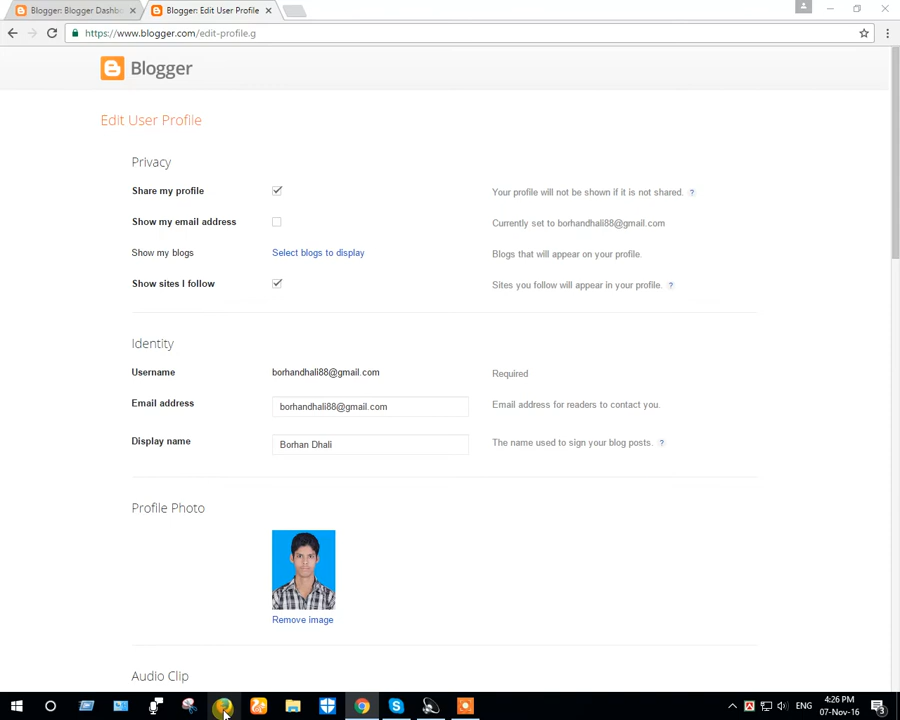 Blogger: Blogger Dashb
Blogger: Edit User Profile
https://www.blogger.com/edit-profile.g
Blogger
Edit User Profile
Privacy
Share my profile
Your profile will not be shown if it is not shared. ?
Show my email address
Currently set to borhandhali88@gmail.com
Show my blogs
Select blogs to display
Blogs that will appear on your profile.
Show sites I follow
Sites you follow will appear in your profile. ?
Identity
Username
borhandhali88@gmail.com
Required
Email address
borhandhali88@gmail.com
Email address for readers to contact you.
Display name
Borhan Dhali
The name used to sign your blog posts. ?
Profile Photo
Remove image
Audio Clip
ENG
4:26 PM
07-Nov-16
3